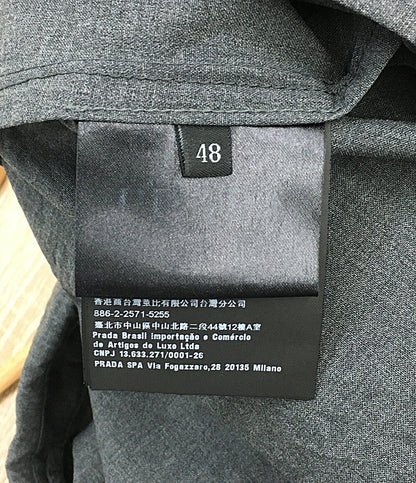 48
香港商台灣普比有限公司台灣分公司
886-2-2571-5255
臺北市中山區中山北路二段44號12樓A室
Prada Brasil importação e Comércio
de Artigos de Luxo Ltda
CNPJ 13.633.271/0001-26
PRADA SPA Via Fogazzaro,28 20135 Milano